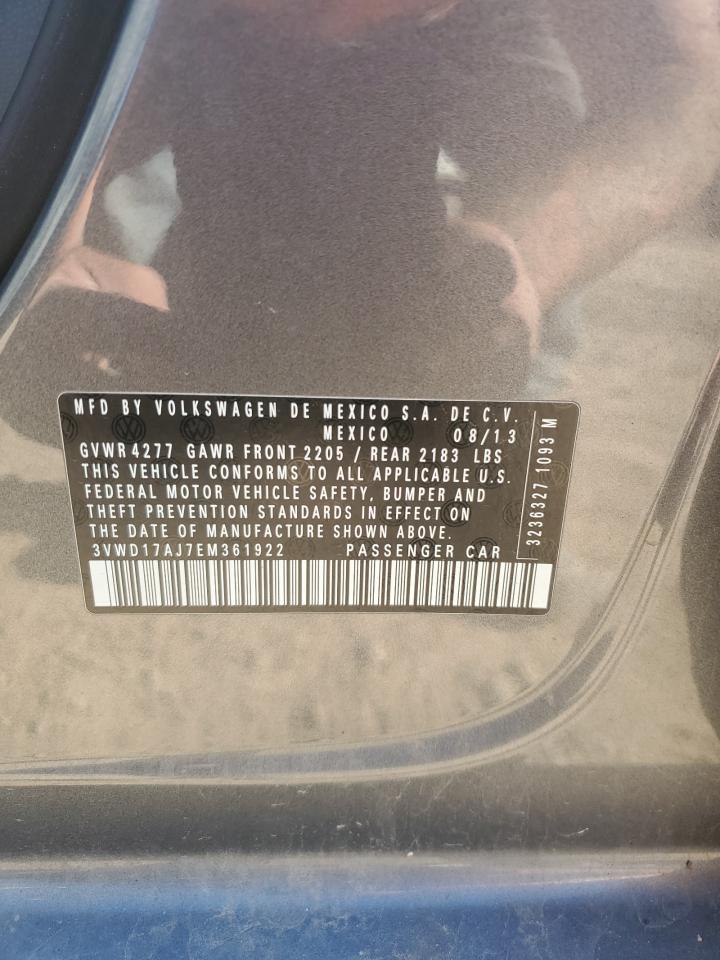 MFD BY VOLKSWAGEN DE MEXICO S.A. DE C.V.
MEXICO 08/13
GVWR 4277 GAWR FRONT 2205 / REAR 2183 LBS
THIS VEHICLE CONFORMS TO ALL APPLICABLE U.S.
FEDERAL MOTOR VEHICLE SAFETY, BUMPER AND
THEFT PREVENTION STANDARDS IN EFFECT ON
THE DATE OF MANUFACTURE SHOWN ABOVE.
3VWD17AJ7EM361922 PASSENGER CAR
3236327 1093 M